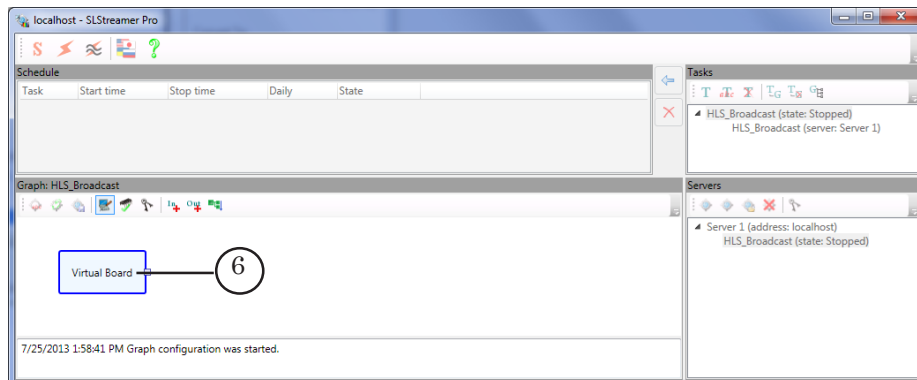 localhost - SLStreamer Pro
S
?
Schedule
Task Start time Stop time Daily State
Tasks
HLS_Broadcast (state: Stopped)
HLS_Broadcast (server: Server 1)
Graph: HLS_Broadcast
In Out
Virtual Board
6
7/25/2013 1:58:41 PM Graph configuration was started.
Servers
Server 1 (address: localhost)
HLS_Broadcast (state: Stopped)